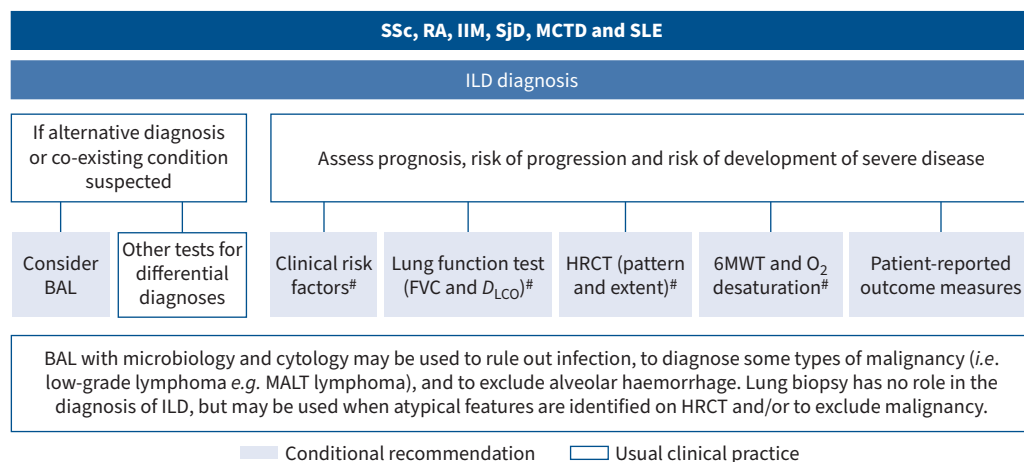 SSc, RA, IIM, SjD, MCTD and SLE
ILD diagnosis
If alternative diagnosis
or co-existing condition
suspected
Assess prognosis, risk of progression and risk of development of severe disease
Consider
BAL
Other tests for
differential
diagnoses
Clinical risk
factors#
Lung function test
(FVC and DLCO)#
HRCT (pattern
and extent)#
6MWT and O2
desaturation#
Patient-reported
outcome measures
BAL with microbiology and cytology may be used to rule out infection, to diagnose some types of malignancy (i.e.
low-grade lymphoma e.g. MALT lymphoma), and to exclude alveolar haemorrhage. Lung biopsy has no role in the
diagnosis of ILD, but may be used when atypical features are identified on HRCT and/or to exclude malignancy.
Conditional recommendation
Usual clinical practice